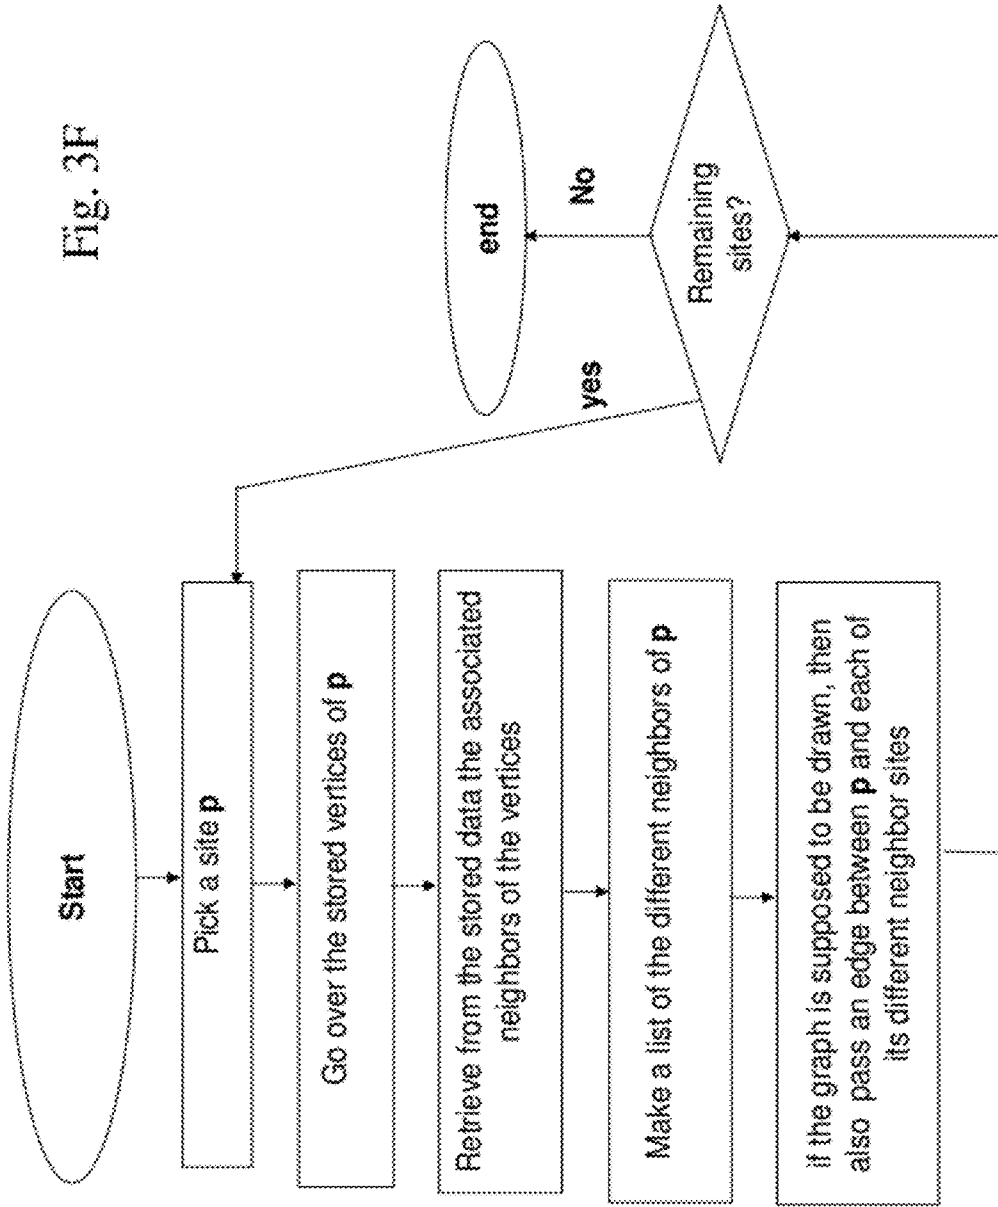 Fig. 3F
Start
Pick a site p
Go over the stored vertices of p
Retrieve from the stored data the associated
neighbors of the vertices
Make a list of the different neighbors of p
if the graph is supposed to be drawn, then
also pass an edge between p and each of
its different neighbor sites
Remaining
sites?
yes
No
end